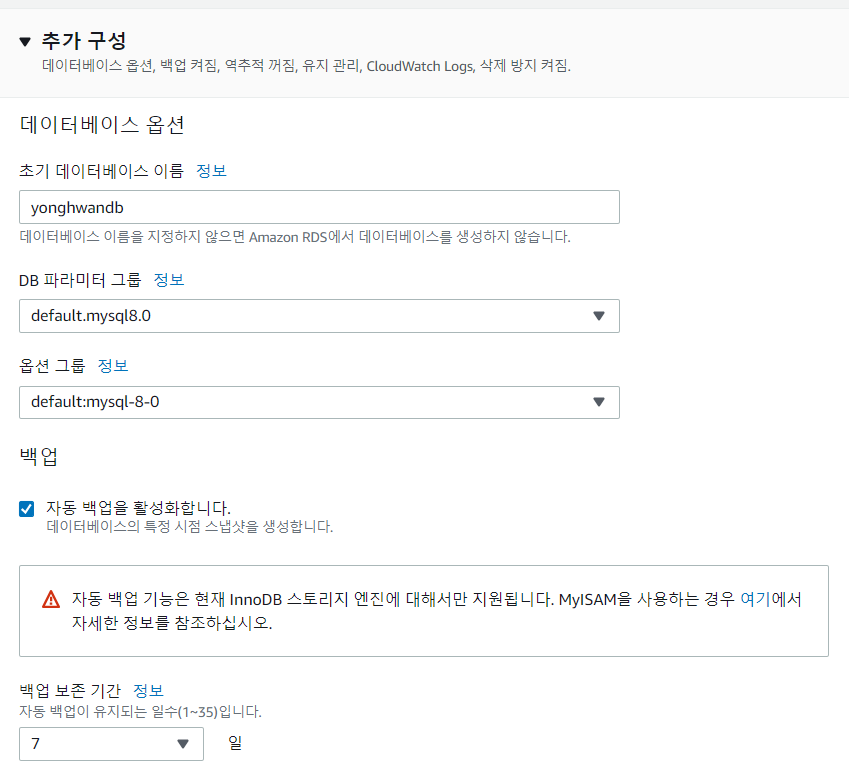 추가 구성
데이터베이스 옵션, 백업 켜짐, 역추적 꺼짐, 유지 관리, CloudWatch Logs, 삭제 방지 켜짐.
데이터베이스 옵션
초기 데이터베이스 이름 정보
yonghwandb
데이터베이스 이름을 지정하지 않으면 Amazon RDS에서 데이터베이스를 생성하지 않습니다.
DB 파라미터 그룹 정보
default.mysql8.0
옵션 그룹 정보
default:mysql-8-0
백업
자동 백업을 활성화합니다.
데이터베이스의 특정 시점 스냅샷을 생성합니다.
자동 백업 기능은 현재 InnoDB 스토리지 엔진에 대해서만 지원됩니다. MyISAM을 사용하는 경우 여기에서
자세한 정보를 참조하십시오.
백업 보존 기간 정보
자동 백업이 유지되는 일수(1~35)입니다.
7 일